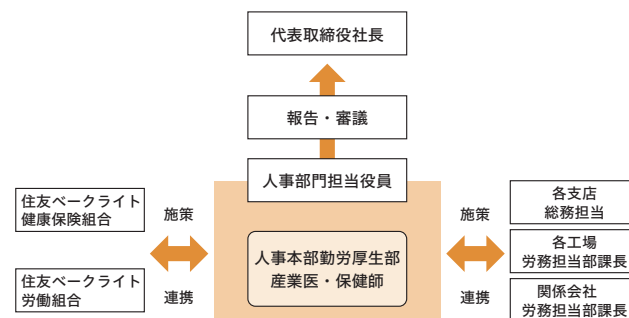 代表取締役社長
報告・審議
人事部門担当役員
住友ベークライト
健康保険組合
施策
連携
住友ベークライト
労働組合
人事本部勤労厚生部
産業医・保健師
施策
連携
各支店
総務担当
各工場
労務担当部課長
関係会社
労務担当部課長